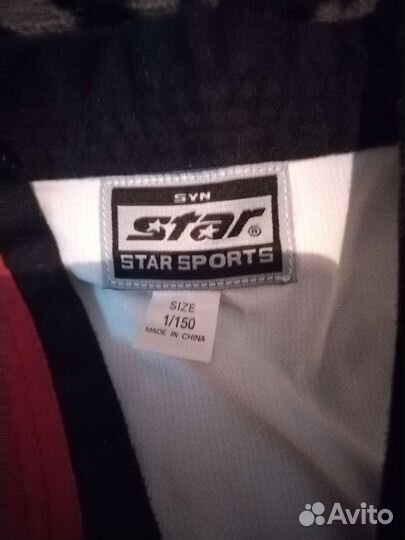 SYN
star®
STAR SPORTS
SIZE
1/150
MADE IN CHINA
Avito